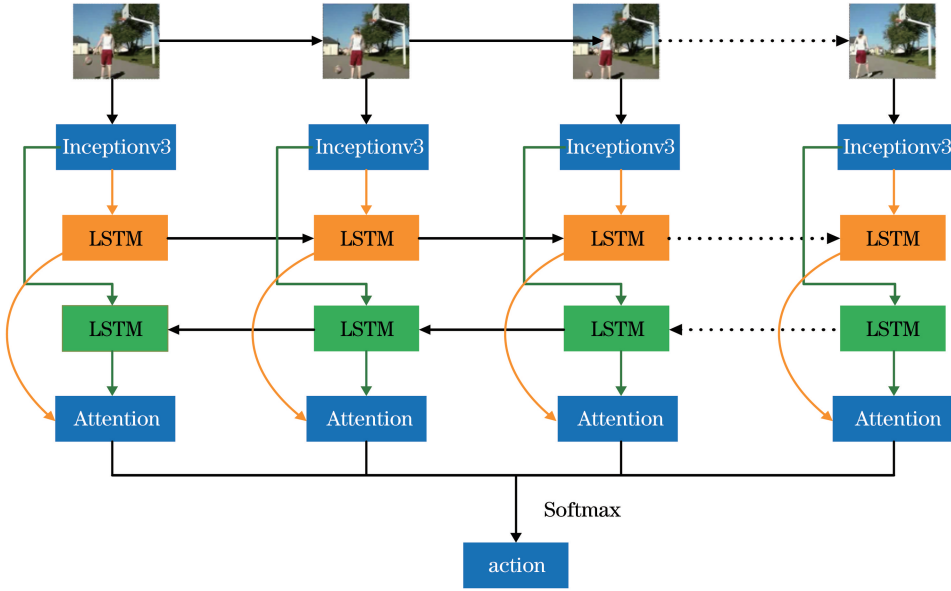 Inceptionv3 Inceptionv3 Inceptionv3 Inceptionv3
LSTM LSTM LSTM LSTM
LSTM LSTM LSTM LSTM
Attention Attention Attention Attention
Softmax
action